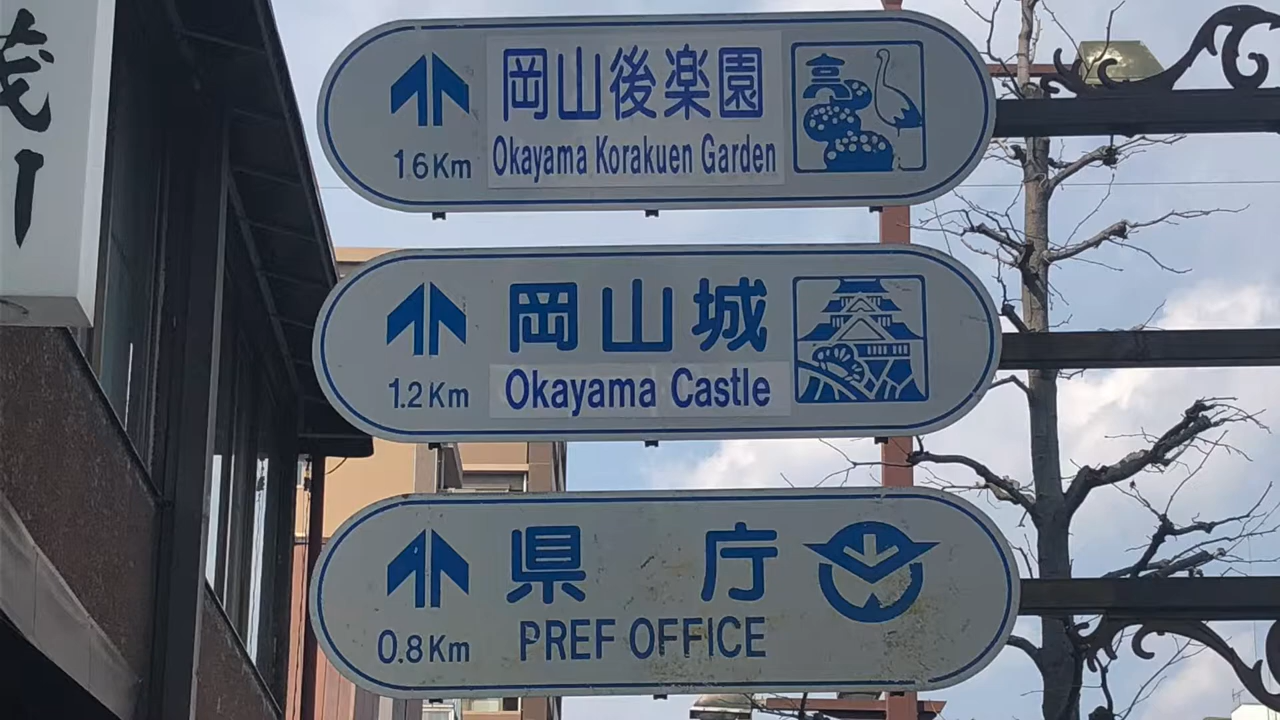 岡山後楽園
1.6Km Okayama Korakuen Garden
岡山城
1.2Km Okayama Castle
県庁
0.8Km PREF OFFICE